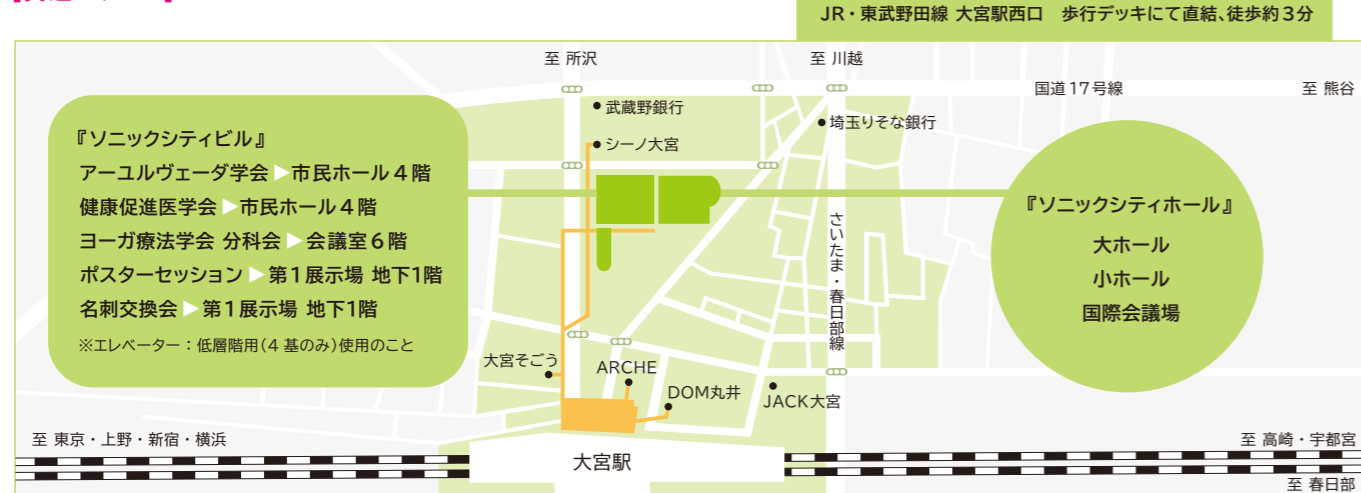 JR・東武野田線 大宮駅西口　歩行デッキにて直結、徒歩約3分
至 所沢
至 川越
国道17号線
至 熊谷
武蔵野銀行
埼玉りそな銀行
シーノ大宮
『ソニックシティビル』
アーユルヴェーダ学会▶市民ホール4階
健康促進医学会▶市民ホール4階
ヨーガ療法学会 分科会▶会議室6階
ポスターセッション▶第1展示場 地下1階
名刺交換会▶第1展示場 地下1階
※エレベーター：低層階用(4基のみ)使用のこと
さいたま・春日部線
『ソニックシティホール』
大ホール
小ホール
国際会議場
大宮そごう
ARCHE
DOM丸井
JACK大宮
至 東京・上野・新宿・横浜
大宮駅
至 高崎・宇都宮
至 春日部